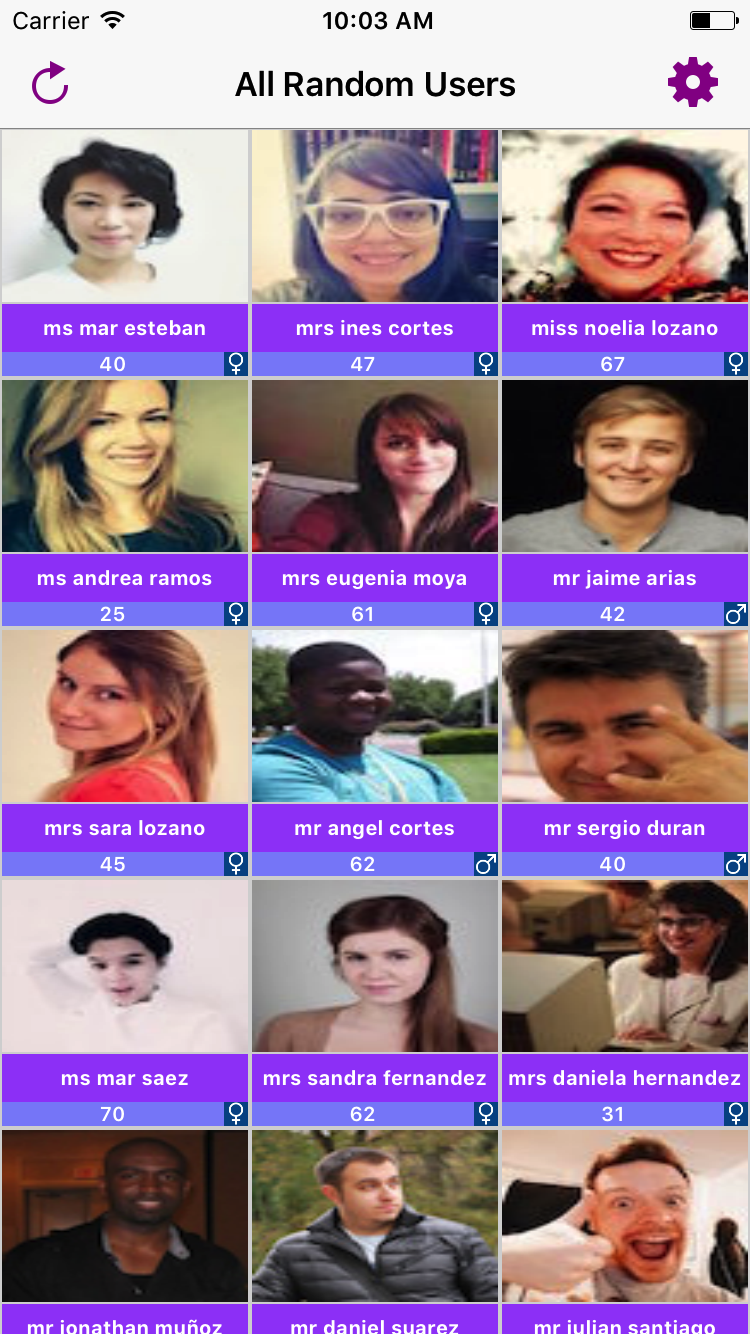 Carrier 10:03 AM
All Random Users
ms mar esteban mrs ines cortes miss noelia lozano
40 47 67
ms andrea ramos mrs eugenia moya mr jaime arias
25 61 42
mrs sara lozano mr angel cortes mr sergio duran
45 62 40
ms mar saez mrs sandra fernandez mrs daniela hernandez
70 62 31
mr jonathan muñoz mr daniel suarez mr julian santiago